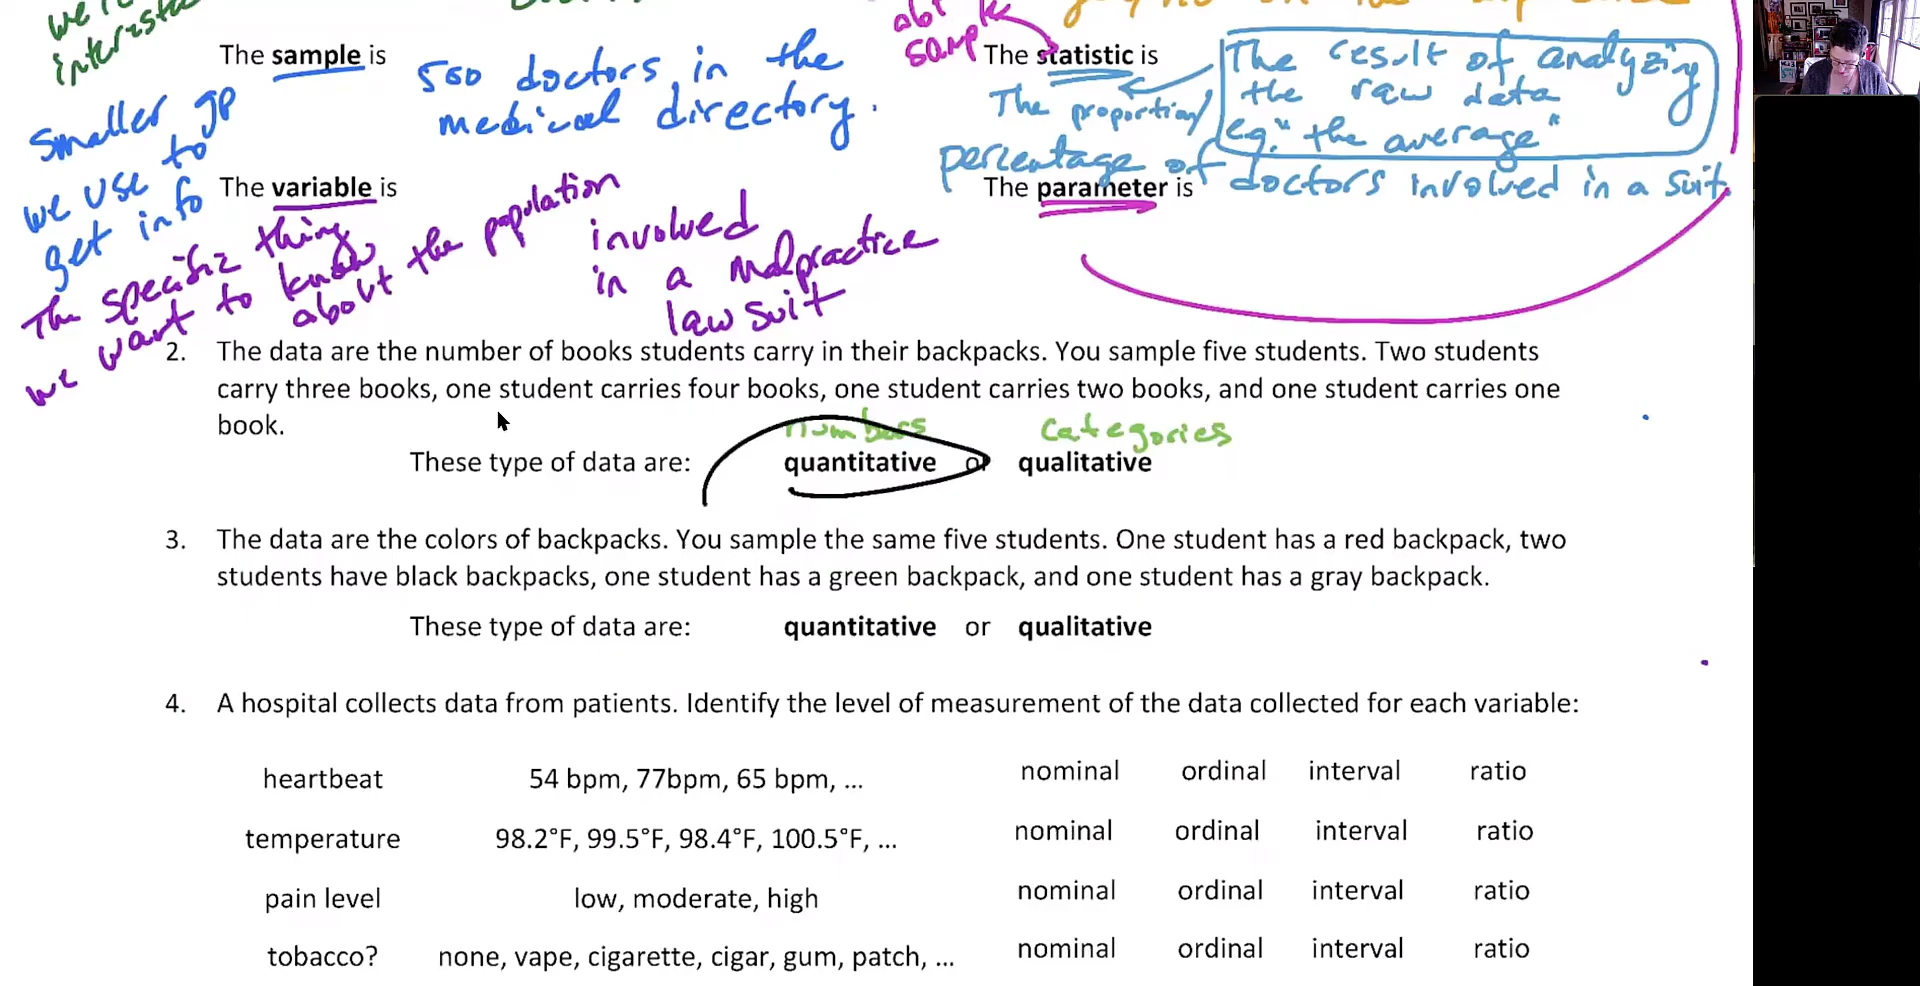 interest
The sample is
500 doctors in the
medical directory.
smaller gp
we use to
get info
The variable is
The specific thing
we want to know
about the population
involved
in a malpractice
law suit
sample
The statistic is
The proportion/
percentage of doctors involved in a suit
The result of analyzing
the raw data
eg. "the average"
The parameter is
2. The data are the number of books students carry in their backpacks. You sample five students. Two students
carry three books, one student carries four books, one student carries two books, and one student carries one
book.
numbers categories
These type of data are: quantitative or qualitative
3. The data are the colors of backpacks. You sample the same five students. One student has a red backpack, two
students have black backpacks, one student has a green backpack, and one student has a gray backpack.
These type of data are: quantitative or qualitative
4. A hospital collects data from patients. Identify the level of measurement of the data collected for each variable:
heartbeat 54 bpm, 77bpm, 65 bpm, ... nominal ordinal interval ratio
temperature 98.2°F, 99.5°F, 98.4°F, 100.5°F, ... nominal ordinal interval ratio
pain level low, moderate, high nominal ordinal interval ratio
tobacco? none, vape, cigarette, cigar, gum, patch, ... nominal ordinal interval ratio